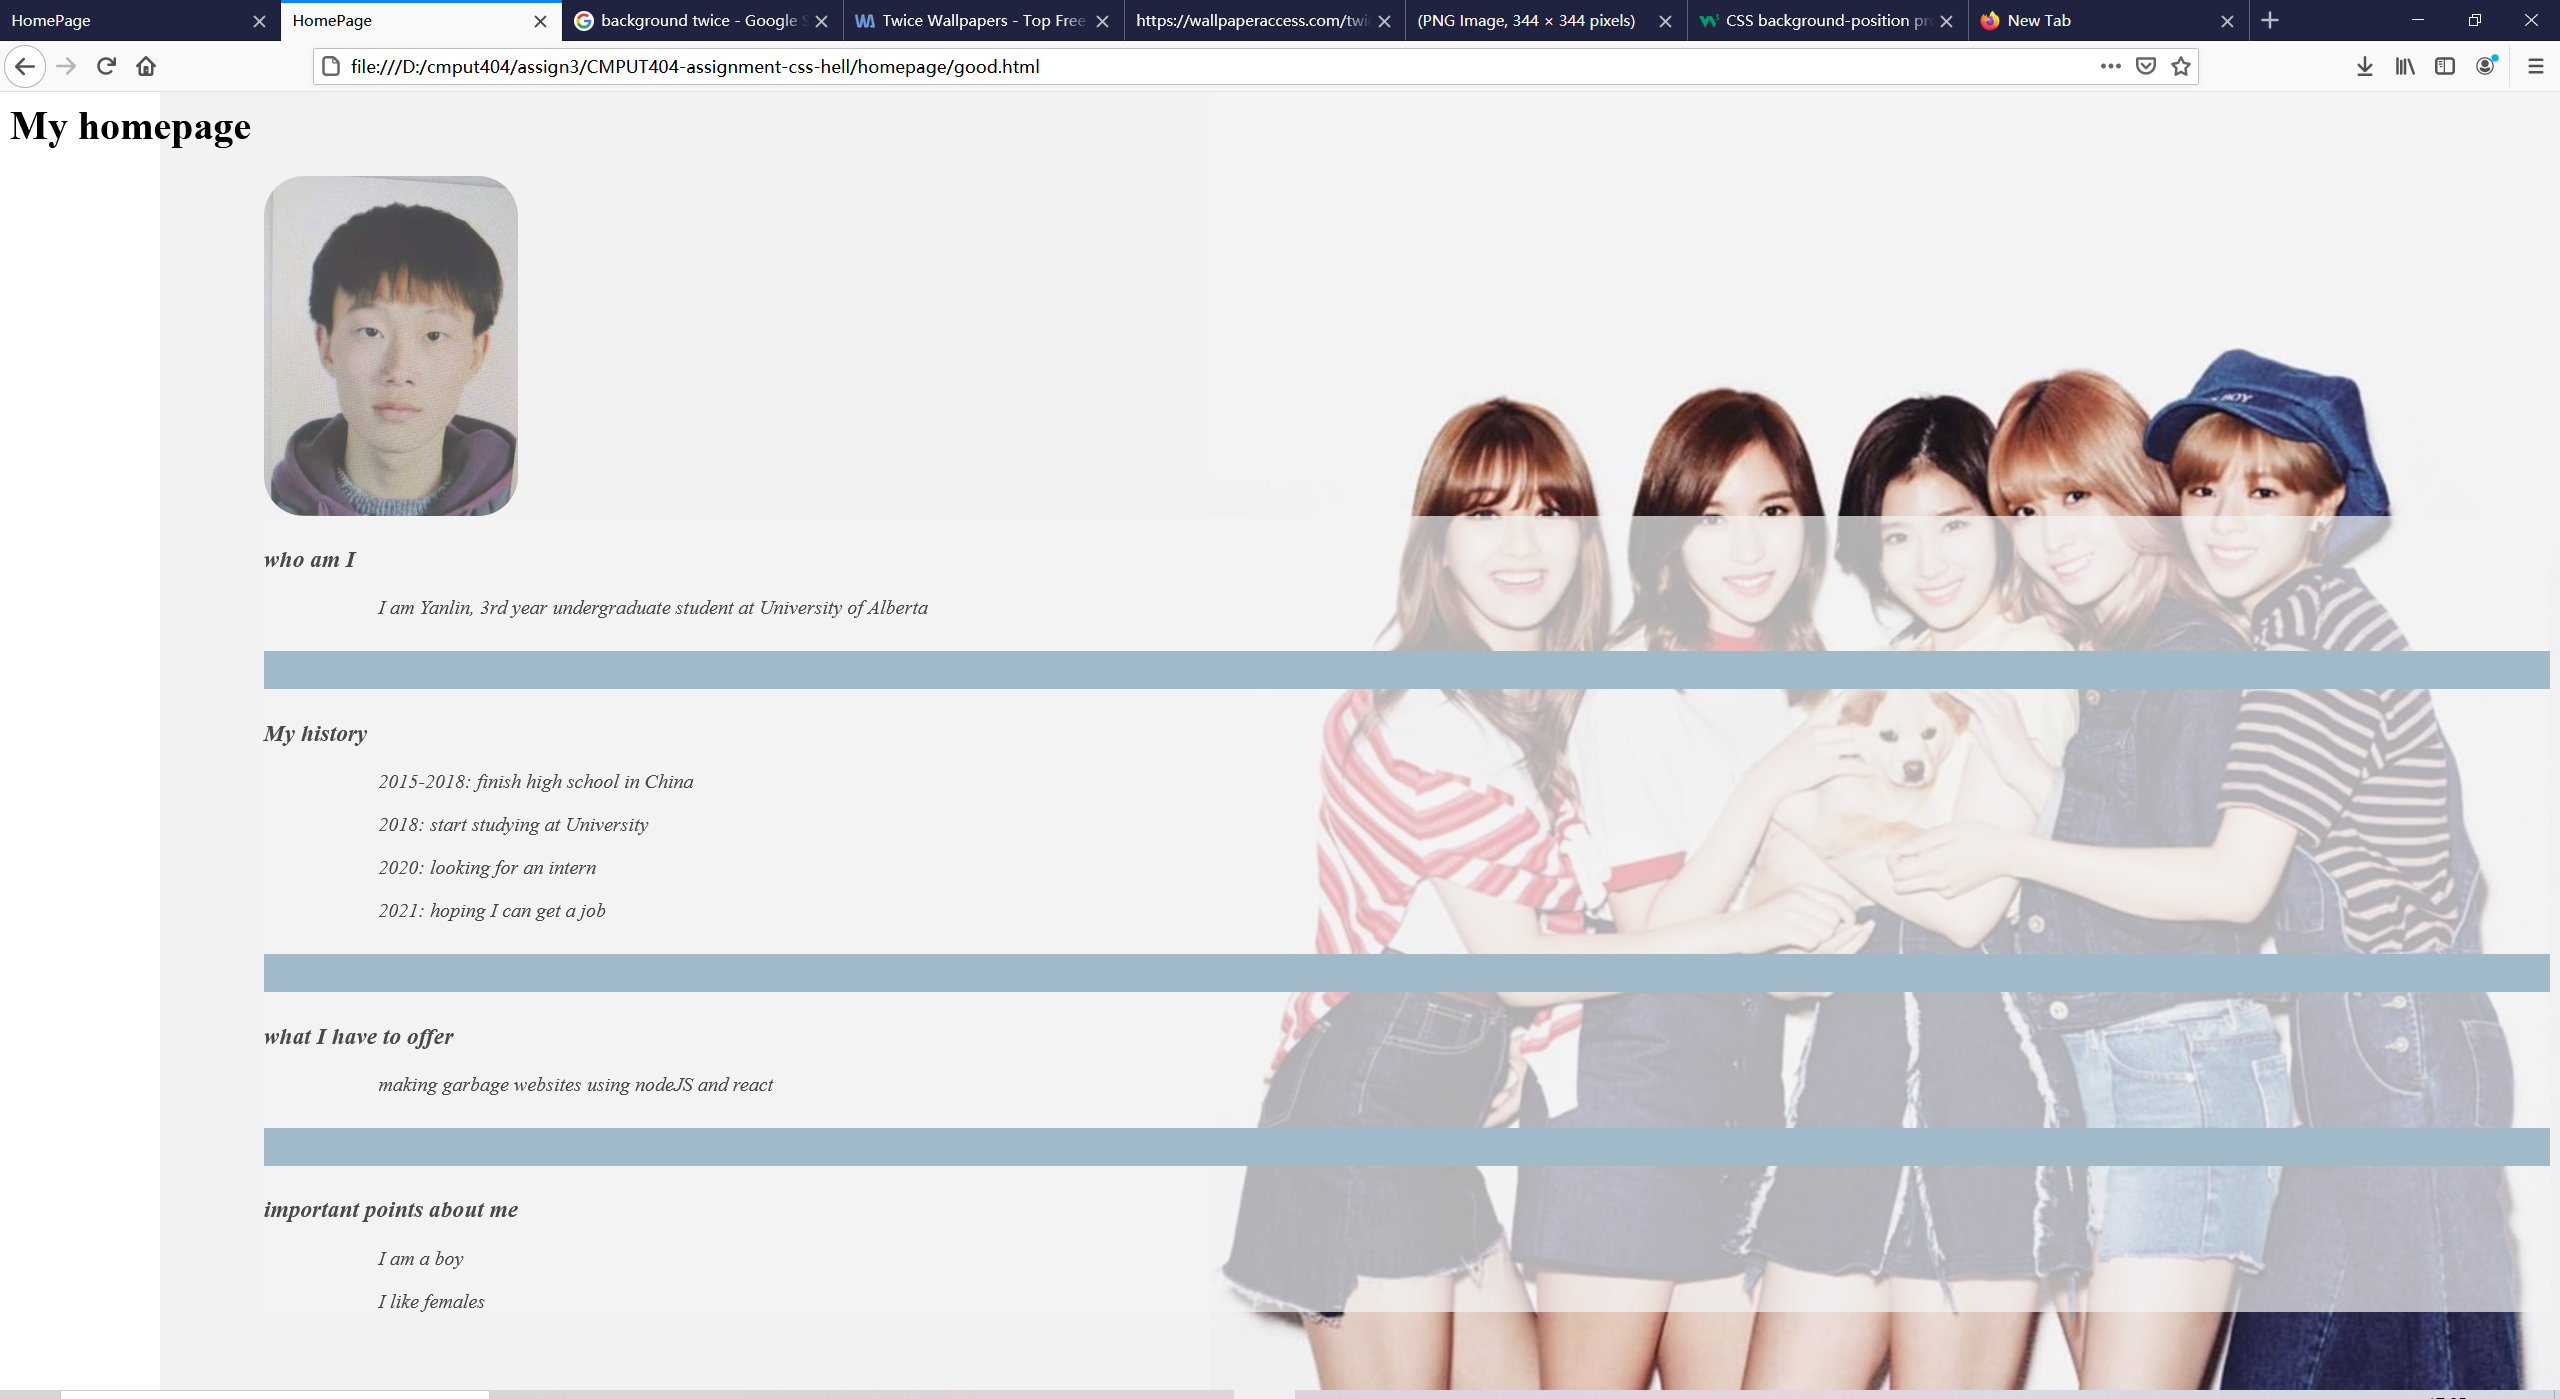 HomePage
HomePage
background twice - Google
Twice Wallpapers - Top Free
https://wallpaperaccess.com/twi
(PNG Image, 344 × 344 pixels)
CSS background-position pr
New Tab
file:///D:/cmput404/assign3/CMPUT404-assignment-css-hell/homepage/good.html
My homepage
who am I
I am Yanlin, 3rd year undergraduate student at University of Alberta
My history
2015-2018: finish high school in China
2018: start studying at University
2020: looking for an intern
2021: hoping I can get a job
what I have to offer
making garbage websites using nodeJS and react
important points about me
I am a boy
I like females